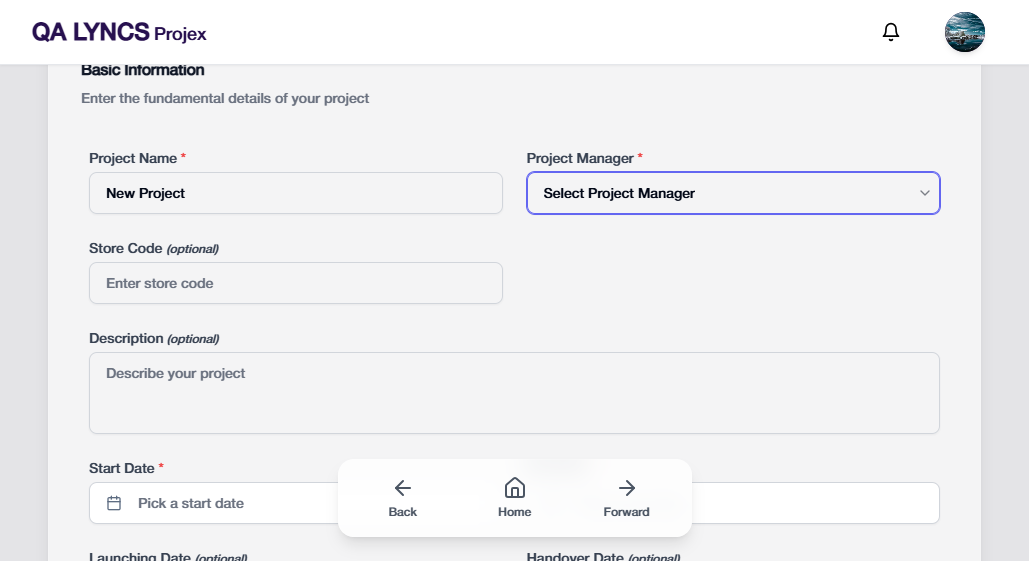 QA LYNCS Projex
Basic Information
Enter the fundamental details of your project
Project Name *
Project Manager *
New Project
Select Project Manager
Store Code (optional)
Enter store code
Description (optional)
Describe your project
Start Date *
Pick a start date
Back
Home
Forward
Launching Date (optional)
Handover Date (optional)